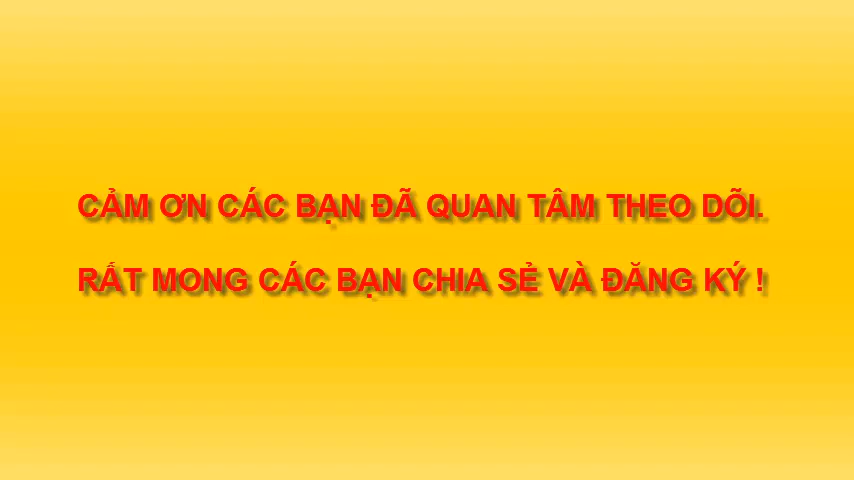 CẢM ƠN CÁC BẠN ĐÃ QUAN TÂM THEO DÕI.
RẤT MONG CÁC BẠN CHIA SẺ VÀ ĐĂNG KÝ !